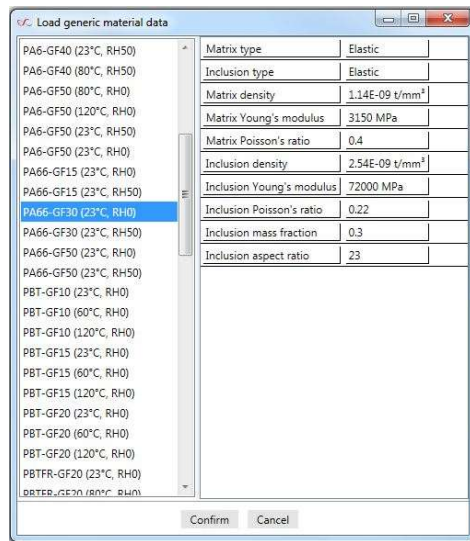 Load generic material data
PA6-GF40 (23°C, RH50)
PA6-GF40 (80°C, RH50)
PA6-GF50 (80°C, RH0)
PA6-GF50 (120°C, RH0)
PA6-GF50 (23°C, RH50)
PA6-GF50 (23°C, RH0)
PA66-GF15 (23°C, RH0)
PA66-GF15 (23°C, RH50)
PA66-GF30 (23°C, RH0)
PA66-GF30 (23°C, RH50)
PA66-GF50 (23°C, RH0)
PA66-GF50 (23°C, RH50)
PBT-GF10 (23°C, RH0)
PBT-GF10 (60°C, RH0)
PBT-GF10 (120°C, RH0)
PBT-GF15 (23°C, RH0)
PBT-GF15 (60°C, RH0)
PBT-GF15 (120°C, RH0)
PBT-GF20 (23°C, RH0)
PBT-GF20 (60°C, RH0)
PBT-GF20 (120°C, RH0)
PBTFR-GF20 (23°C, RH0)
PBTFR-GF20 (80°C, RH0)
Matrix type Elastic
Inclusion type Elastic
Matrix density 1.14E-09 t/mm³
Matrix Young's modulus 3150 MPa
Matrix Poisson's ratio 0.4
Inclusion density 2.54E-09 t/mm³
Inclusion Young's modulus 72000 MPa
Inclusion Poisson's ratio 0.22
Inclusion mass fraction 0.3
Inclusion aspect ratio 23
Confirm Cancel